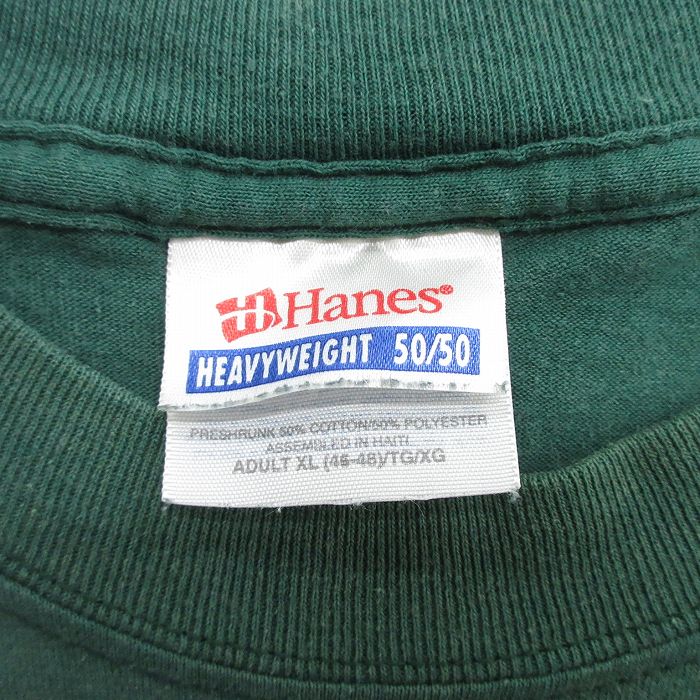 Hanes®
HEAVYWEIGHT 50/50
PRESHRUNK 50% COTTON/50% POLYESTER
ASSEMBLED IN HAITI
ADULT XL (46-48)/TG/XG